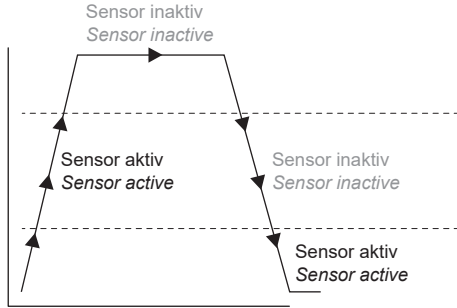 Sensor inaktiv
Sensor inactive
Sensor aktiv
Sensor active
Sensor inaktiv
Sensor inactive
Sensor aktiv
Sensor active